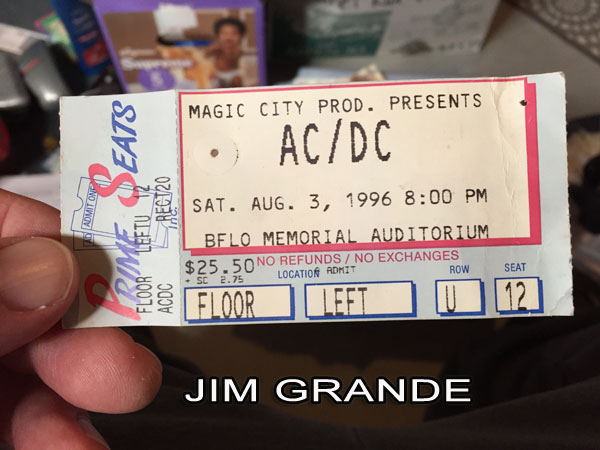 MAGIC CITY PROD. PRESENTS
AC/DC
SAT. AUG. 3, 1996 8:00 PM
BFLO MEMORIAL AUDITORIUM
NO REFUNDS / NO EXCHANGES
$25.50
+ SC 2.75
LOCATION ADMIT ROW SEAT
FLOOR LEFT U 12
PRIME SEATS Inc.
ADMIT ONE
FLOOR LEFTU 12
ACDC RECT20
JIM GRANDE